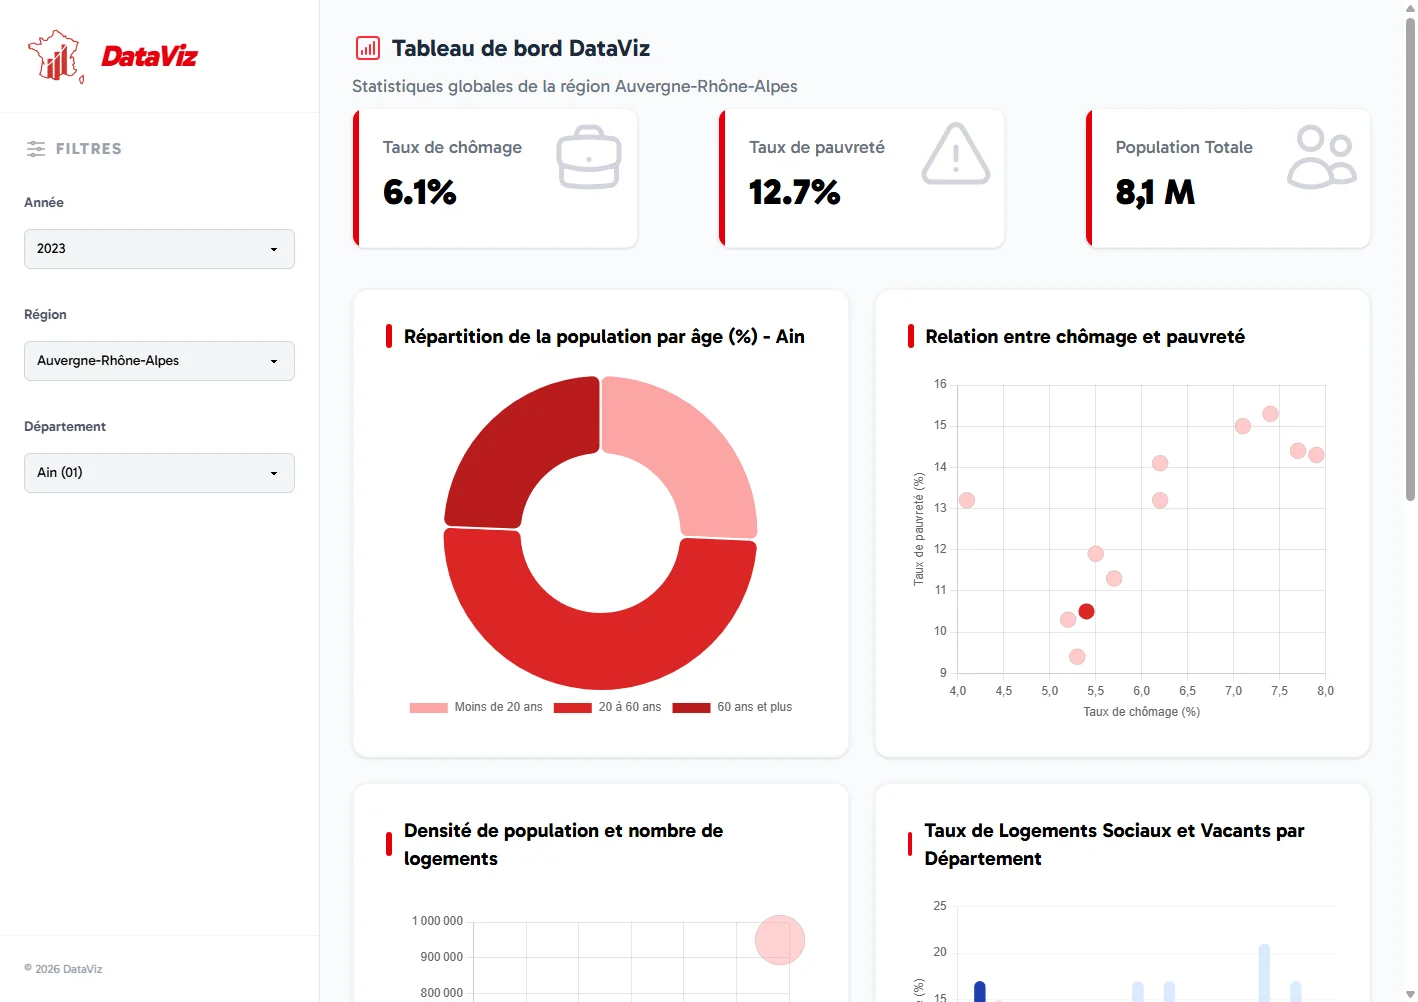 DataViz
FILTRES
Année
2023
Région
Auvergne-Rhône-Alpes
Département
Ain (01)
© 2026 DataViz
Tableau de bord DataViz
Statistiques globales de la région Auvergne-Rhône-Alpes
Taux de chômage
6.1%
Taux de pauvreté
12.7%
Population Totale
8,1 M
Répartition de la population par âge (%) - Ain
Moins de 20 ans
20 à 60 ans
60 ans et plus
Relation entre chômage et pauvreté
16
15
14
13
12
11
10
9
Taux de pauvreté (%)
4,0 4,5 5,0 5,5 6,0 6,5 7,0 7,5 8,0
Taux de chômage (%)
Densité de population et nombre de
logements
1 000 000
900 000
800 000
Taux de Logements Sociaux et Vacants par
Département
25
20
15